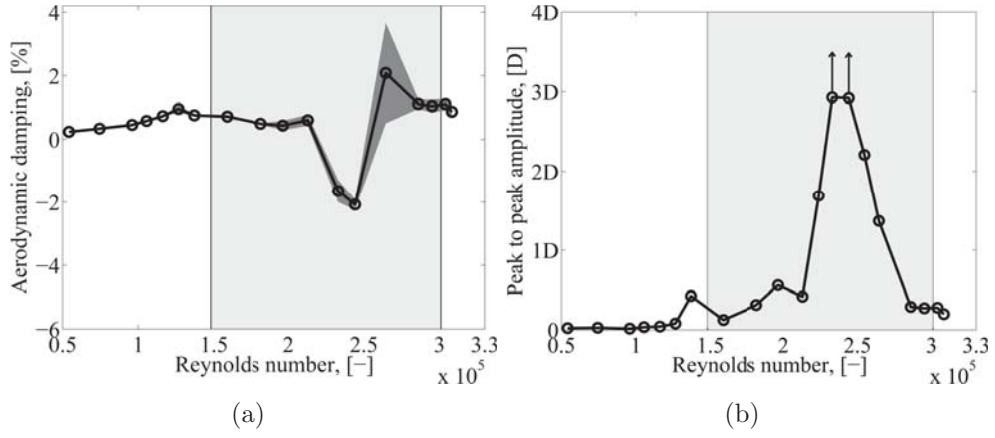 Aerodynamic damping, [%]
4
2
0
−2
−4
−6
0.5
1
1.5
2
2.5
3
3.3
Reynolds number, [−]
x 10^5
(a)
Peak to peak amplitude, [D]
4D
3D
2D
1D
0D
0.5
1
1.5
2
2.5
3
3.3
Reynolds number, [−]
x 10^5
(b)